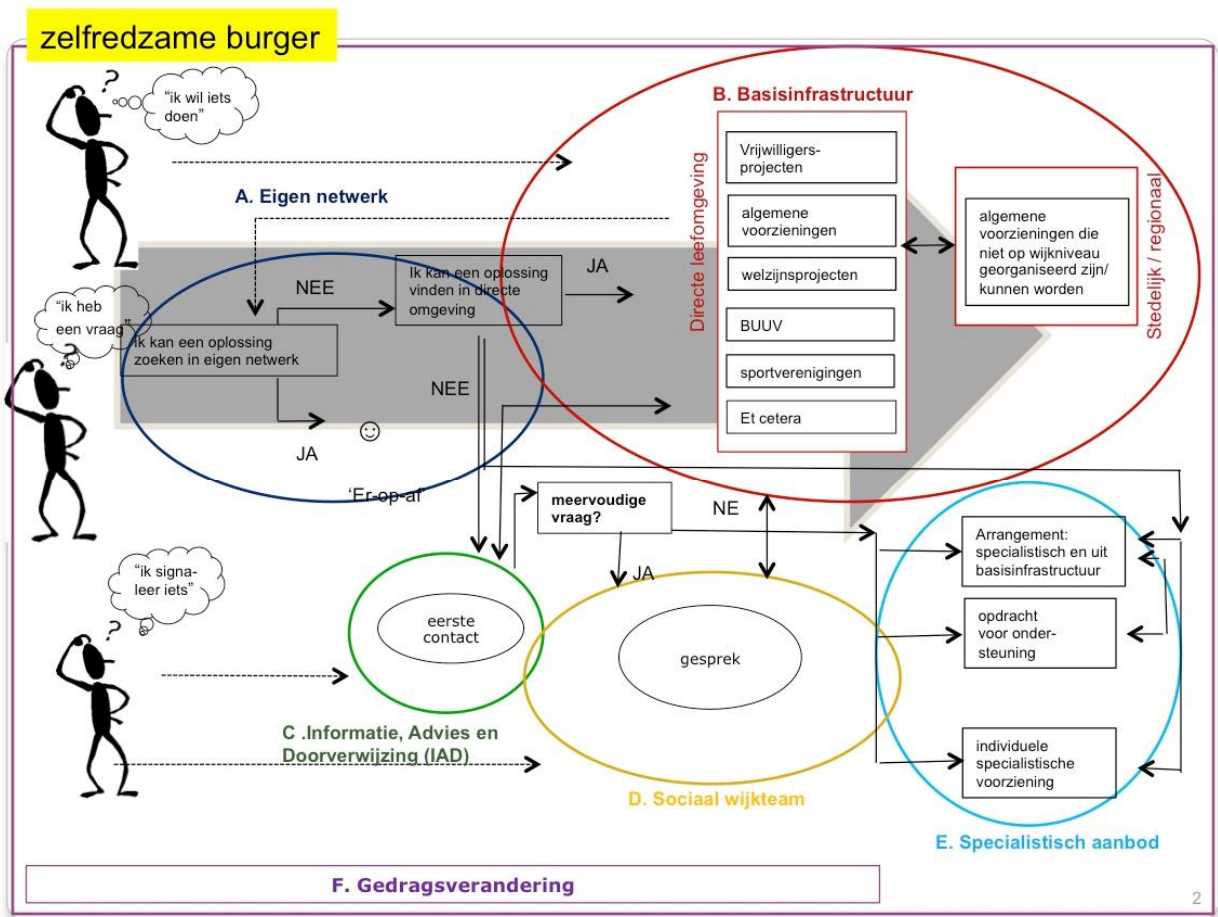 zelfredzame burger
?
“ik wil iets
doen”
B. Basisinfrastructuur
A. Eigen netwerk
Directe leefomgeving
Vrijwilligers-
projecten
algemene
voorzieningen
welzijnsprojecten
BUUV
sportverenigingen
Et cetera
algemene
voorzieningen die
niet op wijkniveau
georganiseerd zijn/
kunnen worden
Stedelijk / regionaal
Ik kan een oplossing
vinden in directe
omgeving
JA
NEE
“ik heb
een vraag”
?
Ik kan een oplossing
zoeken in eigen netwerk
NEE
JA
‘Er-op-af’
meervoudige
vraag?
NE
JA
Arrangement:
specialistisch en uit
basisinfrastructuur
“ik signa-
leer iets”
?
eerste
contact
gesprek
opdracht
voor onder-
steuning
C .Informatie, Advies en
Doorverwijzing (IAD)
individuele
specialistische
voorziening
D. Sociaal wijkteam
E. Specialistisch aanbod
F. Gedragsverandering
2